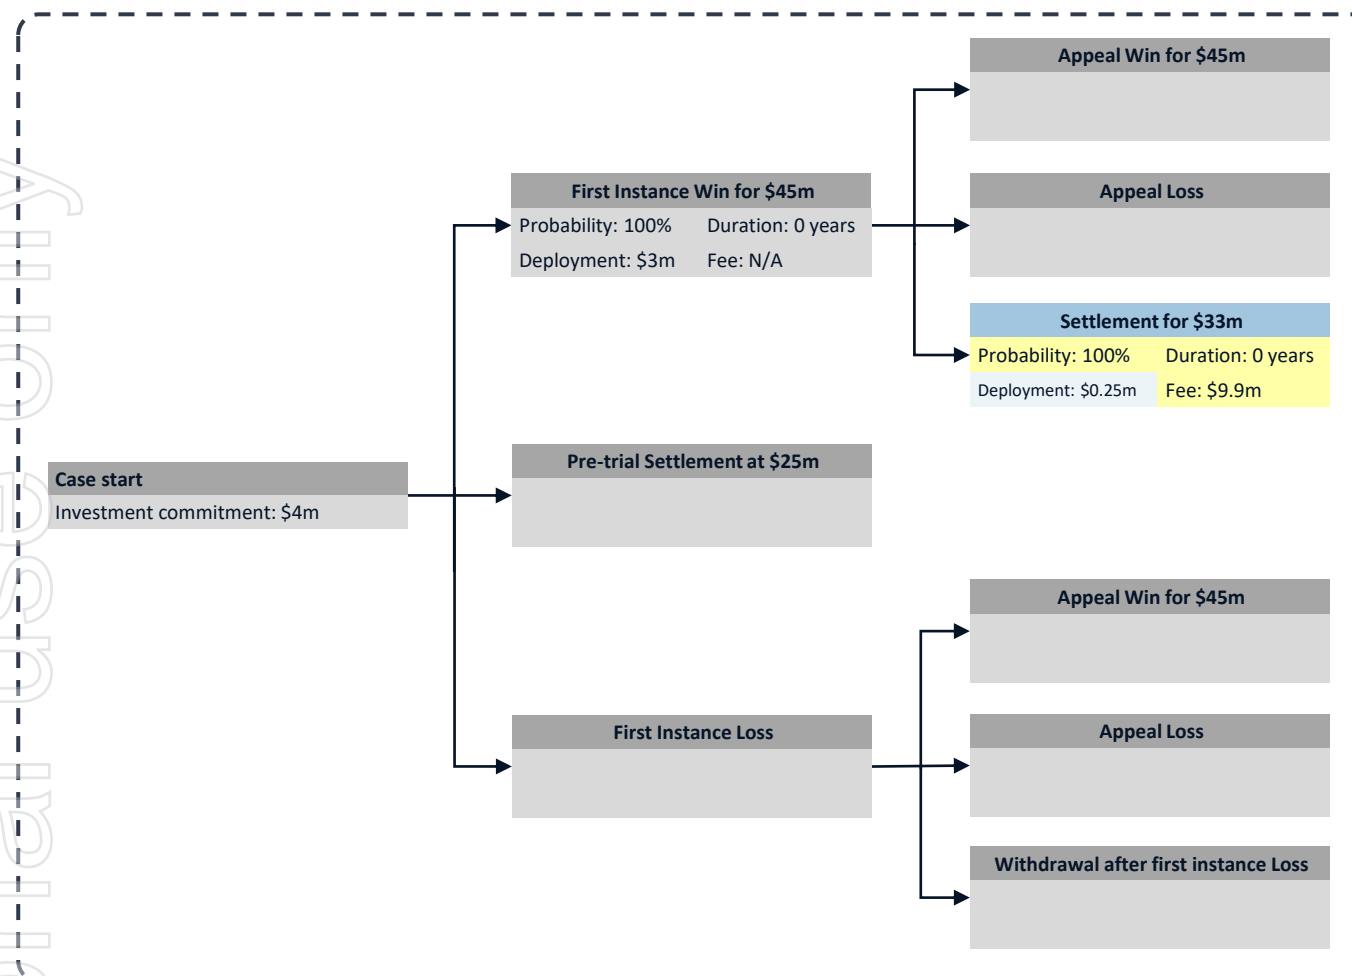 Appeal Win for $45m
First Instance Win for $45m
Probability: 100% Duration: 0 years
Deployment: $3m Fee: N/A
Appeal Loss
Settlement for $33m
Probability: 100% Duration: 0 years
Deployment: $0.25m Fee: $9.9m
Case start
Investment commitment: $4m
Pre-trial Settlement at $25m
Appeal Win for $45m
First Instance Loss
Appeal Loss
Withdrawal after first instance Loss
use only